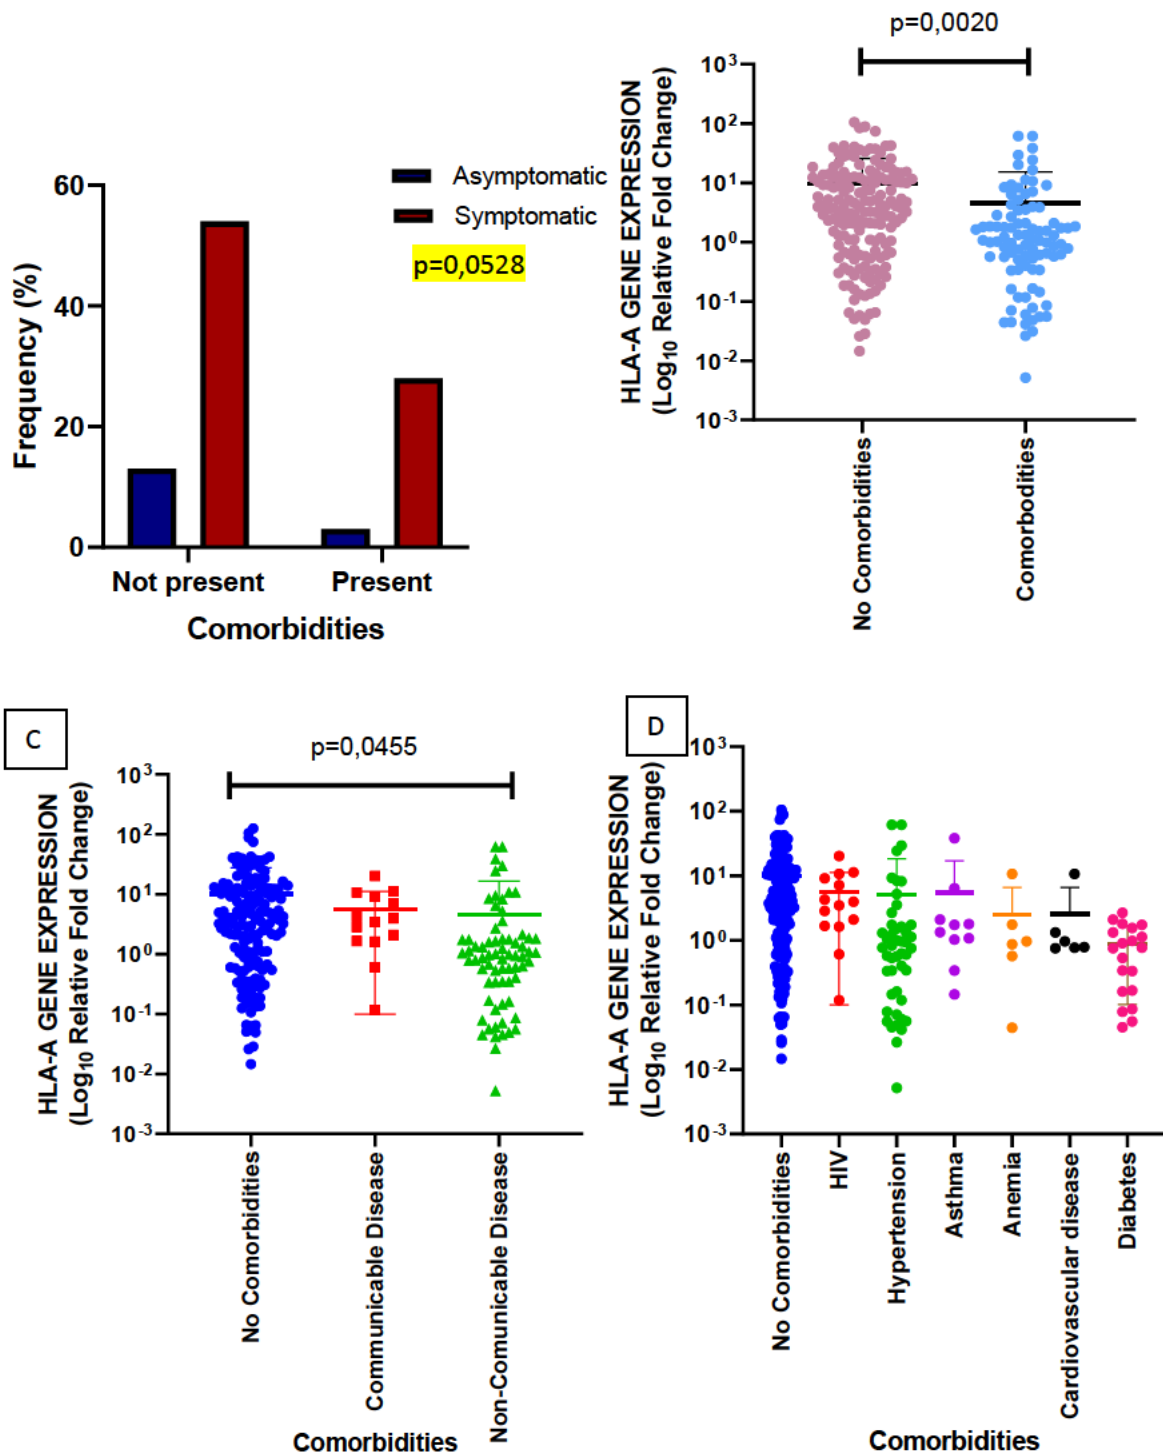 Asymptomatic
Symptomatic
p=0,0528
Frequency (%)
60
40
20
0
Not present
Present
Comorbidities
p=0,0020
HLA-A GENE EXPRESSION
(Log10 Relative Fold Change)
10³
10²
10¹
10⁰
10-1
10-2
10-3
No Comorbidities
Comorbodities
C
p=0,0455
HLA-A GENE EXPRESSION
(Log10 Relative Fold Change)
10³
10²
10¹
10⁰
10-1
10-2
10-3
No Comorbidities
Communicable Disease
Non-Comunicable Disease
Comorbidities
D
HLA-A GENE EXPRESSION
(Log10 Relative Fold Change)
10³
10²
10¹
10⁰
10-1
10-2
10-3
No Comorbidities
HIV
Hypertension
Asthma
Anemia
Cardiovascular disease
Diabetes
Comorbidities